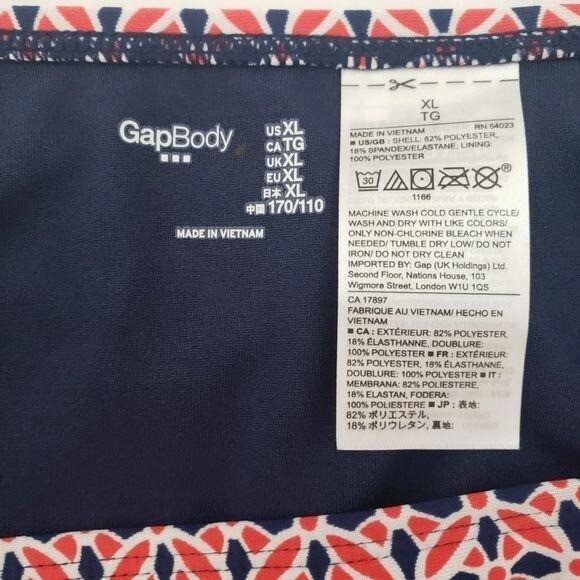 GapBody
US XL
CA TG
UK XL
EU XL
日本 XL
中国 170/110
MADE IN VIETNAM
XL
TG
MADE IN VIETNAM RN 54023
■ US/GB : SHELL: 82% POLYESTER,
18% SPANDEX/ELASTANE, LINING:
100% POLYESTER
30
®
1166
MACHINE WASH COLD GENTLE CYCLE/
WASH AND DRY WITH LIKE COLORS/
ONLY NON-CHLORINE BLEACH WHEN
NEEDED/ TUMBLE DRY LOW/ DO NOT
IRON/ DO NOT DRY CLEAN
IMPORTED BY: Gap (UK Holdings) Ltd.
Second Floor, Nations House, 103
Wigmore Street, London W1U 1QS
CA 17897
FABRIQUE AU VIETNAM/ HECHO EN
VIETNAM
■ CA : EXTÉRIEUR: 82% POLYESTER,
18% ÉLASTHANNE, DOUBLURE:
100% POLYESTER ■ FR : EXTÉRIEUR:
82% POLYESTER, 18% ÉLASTHANNE,
DOUBLURE: 100% POLYESTER ■ IT :
MEMBRANA: 82% POLIESTERE,
18% ELASTAN, FODERA:
100% POLIESTERE ■ JP : 表地:
82% ポリエステル,
18% ポリウレタン, 裏地: